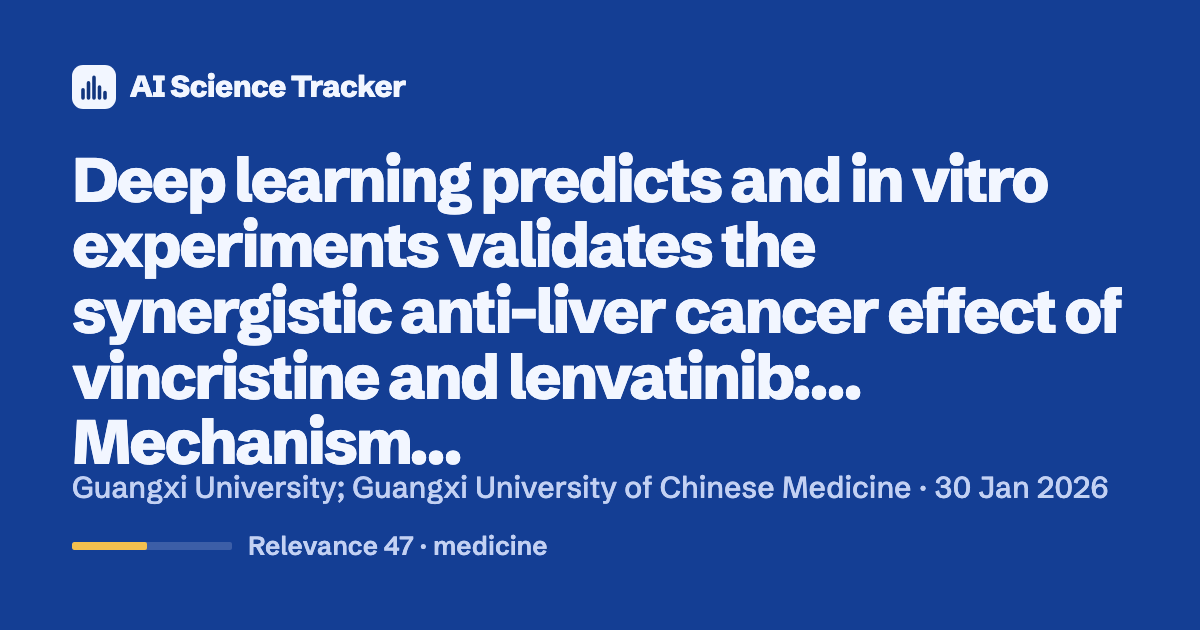 AI Science Tracker
Deep learning predicts and in vitro
experiments validates the
synergistic anti-liver cancer effect of
vincristine and lenvatinib:...
Mechanism...
Guangxi University; Guangxi University of Chinese Medicine · 30 Jan 2026
Relevance 47 · medicine